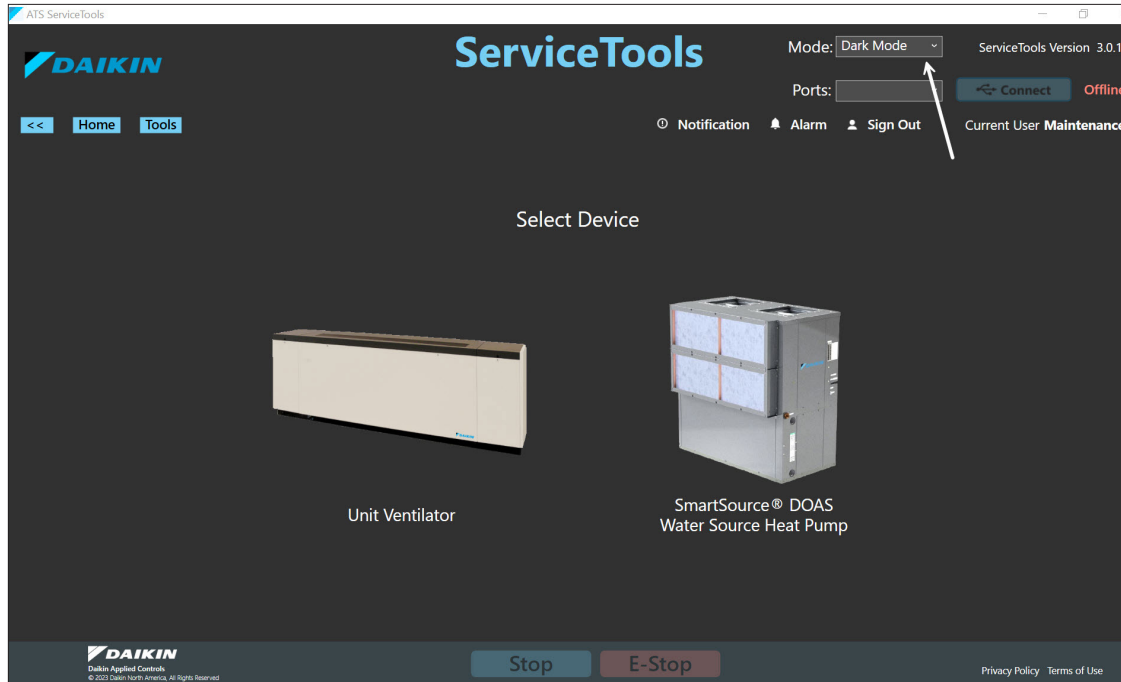 ATS ServiceTools
DAIKIN
ServiceTools
Mode: Dark Mode
ServiceTools Version 3.0.1
Ports:
Connect
Offline
<< Home Tools
Notification Alarm Sign Out
Current User Maintenance
Select Device
Unit Ventilator
SmartSource® DOAS
Water Source Heat Pump
DAIKIN
Daikin Applied Controls
© 2023 Daikin North America, All Rights Reserved
Stop
E-Stop
Privacy Policy Terms of Use